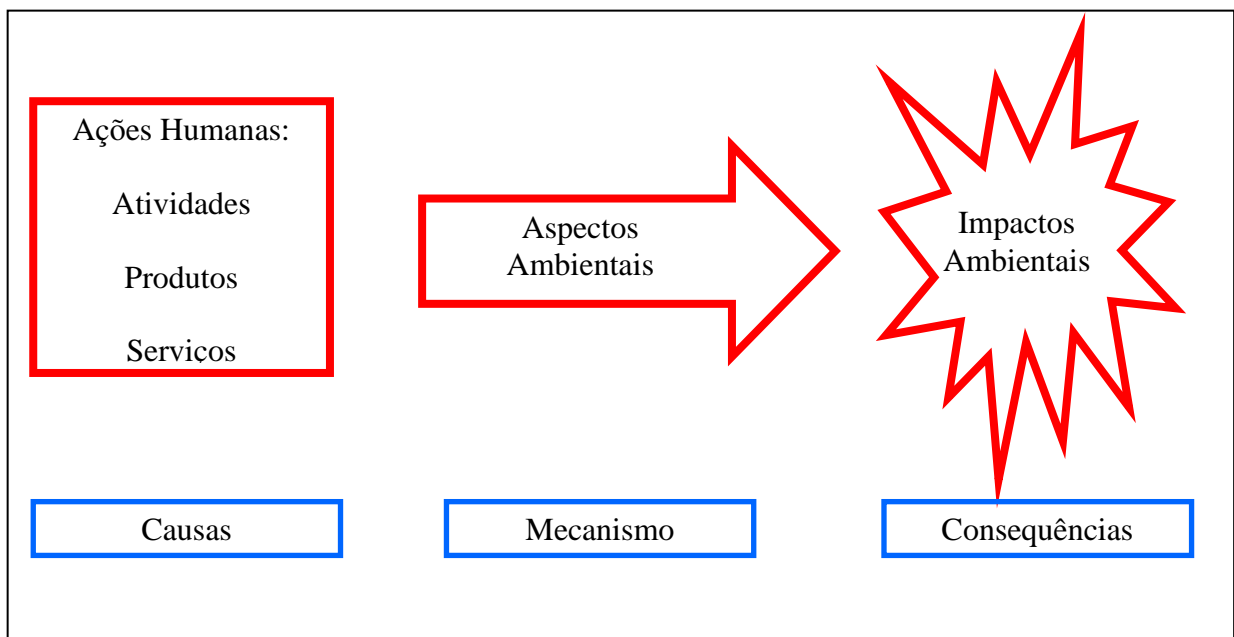 Ações Humanas:
Atividades
Produtos
Serviços
Aspectos
Ambientais
Impactos
Ambientais
Causas
Mecanismo
Consequências